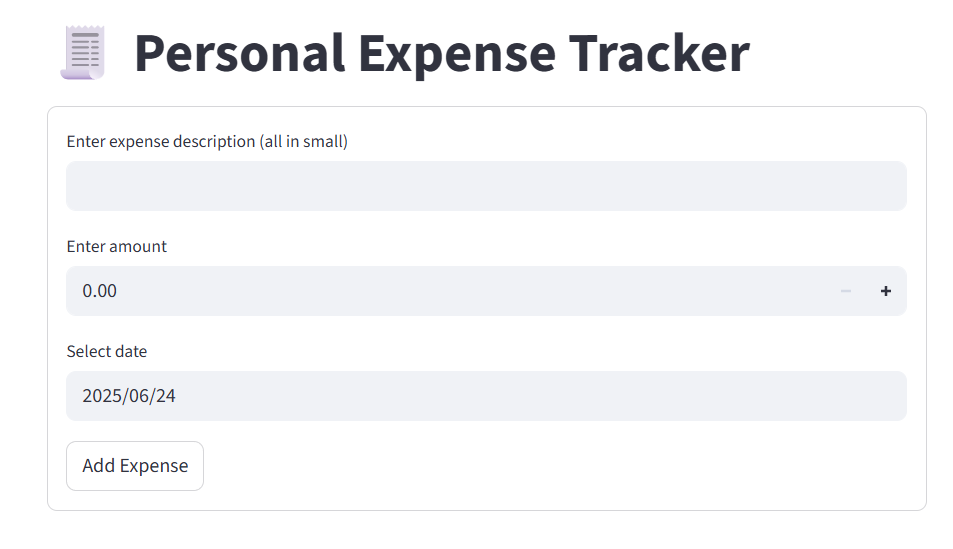 Personal Expense Tracker
Enter expense description (all in small)
Enter amount
0.00
Select date
2025/06/24
Add Expense